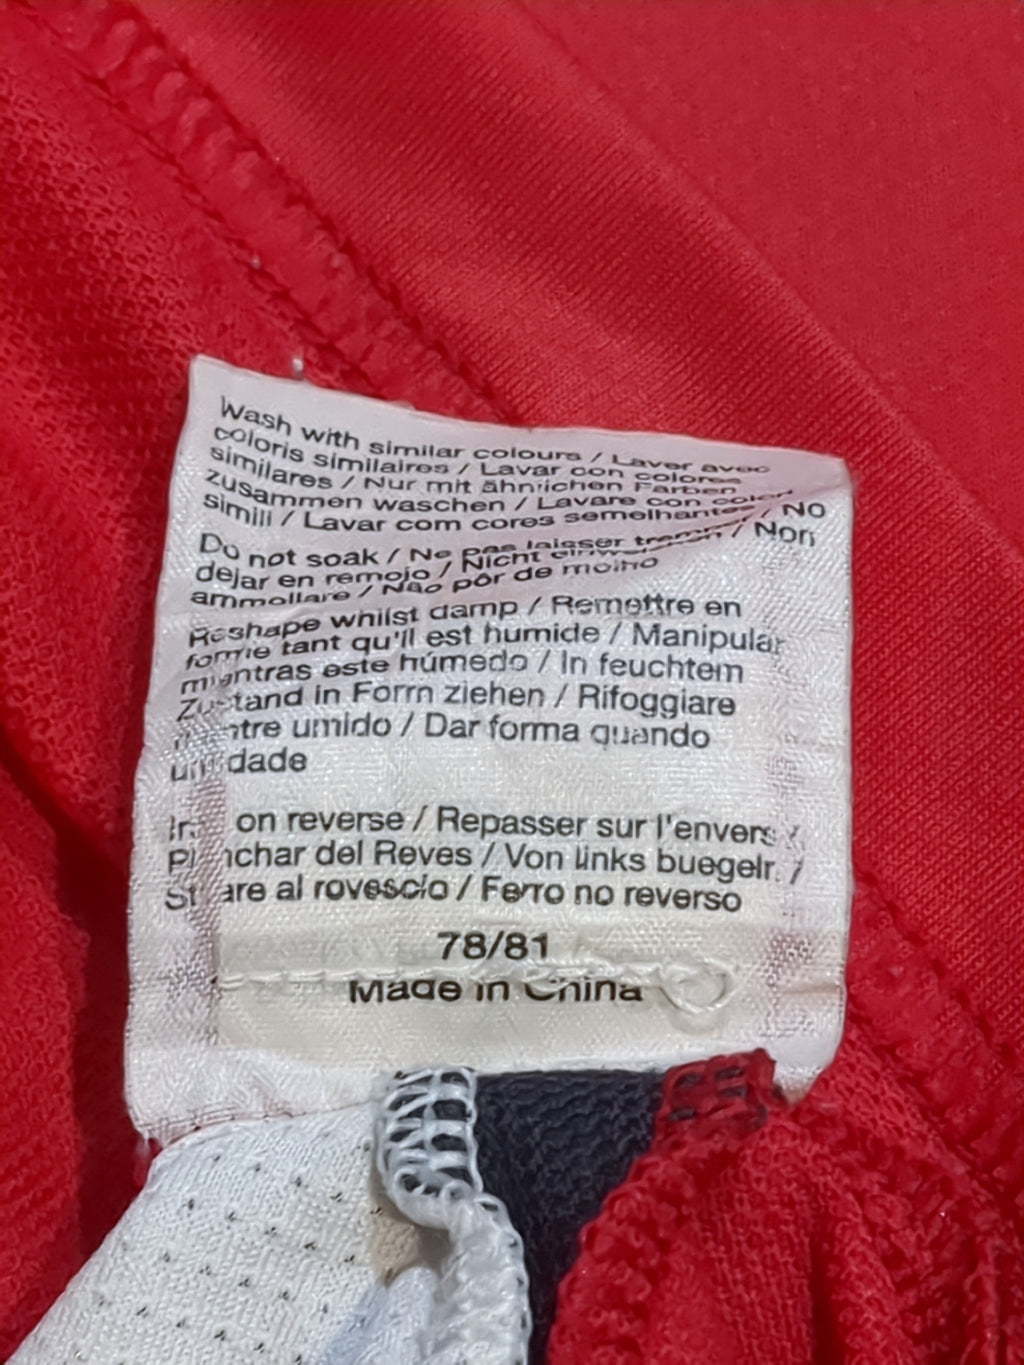 Wash with similar colours / Laver avec
coloris similaires / Lavar con colores
similares / Nur mit ähnlichen Farben
zusammen waschen / Lavare con colori
simili / Lavar com cores semelhantes / No
Do not soak / Ne pas laisser tremper / Non
dejar en remojo / Nicht einweichen
ammollare / Não pôr de molho
Reshape whilst damp / Remettre en
forme tant qu'il est humide / Manipular
mientras este húmedo / In feuchtem
Zustand in Form ziehen / Rifoggiare
umido / Dar forma quando
on reverse / Repasser sur l'envers /
Planchar del Reves / Von links buegeln /
al rovescio / Ferro no reverso
78/81
Made in China